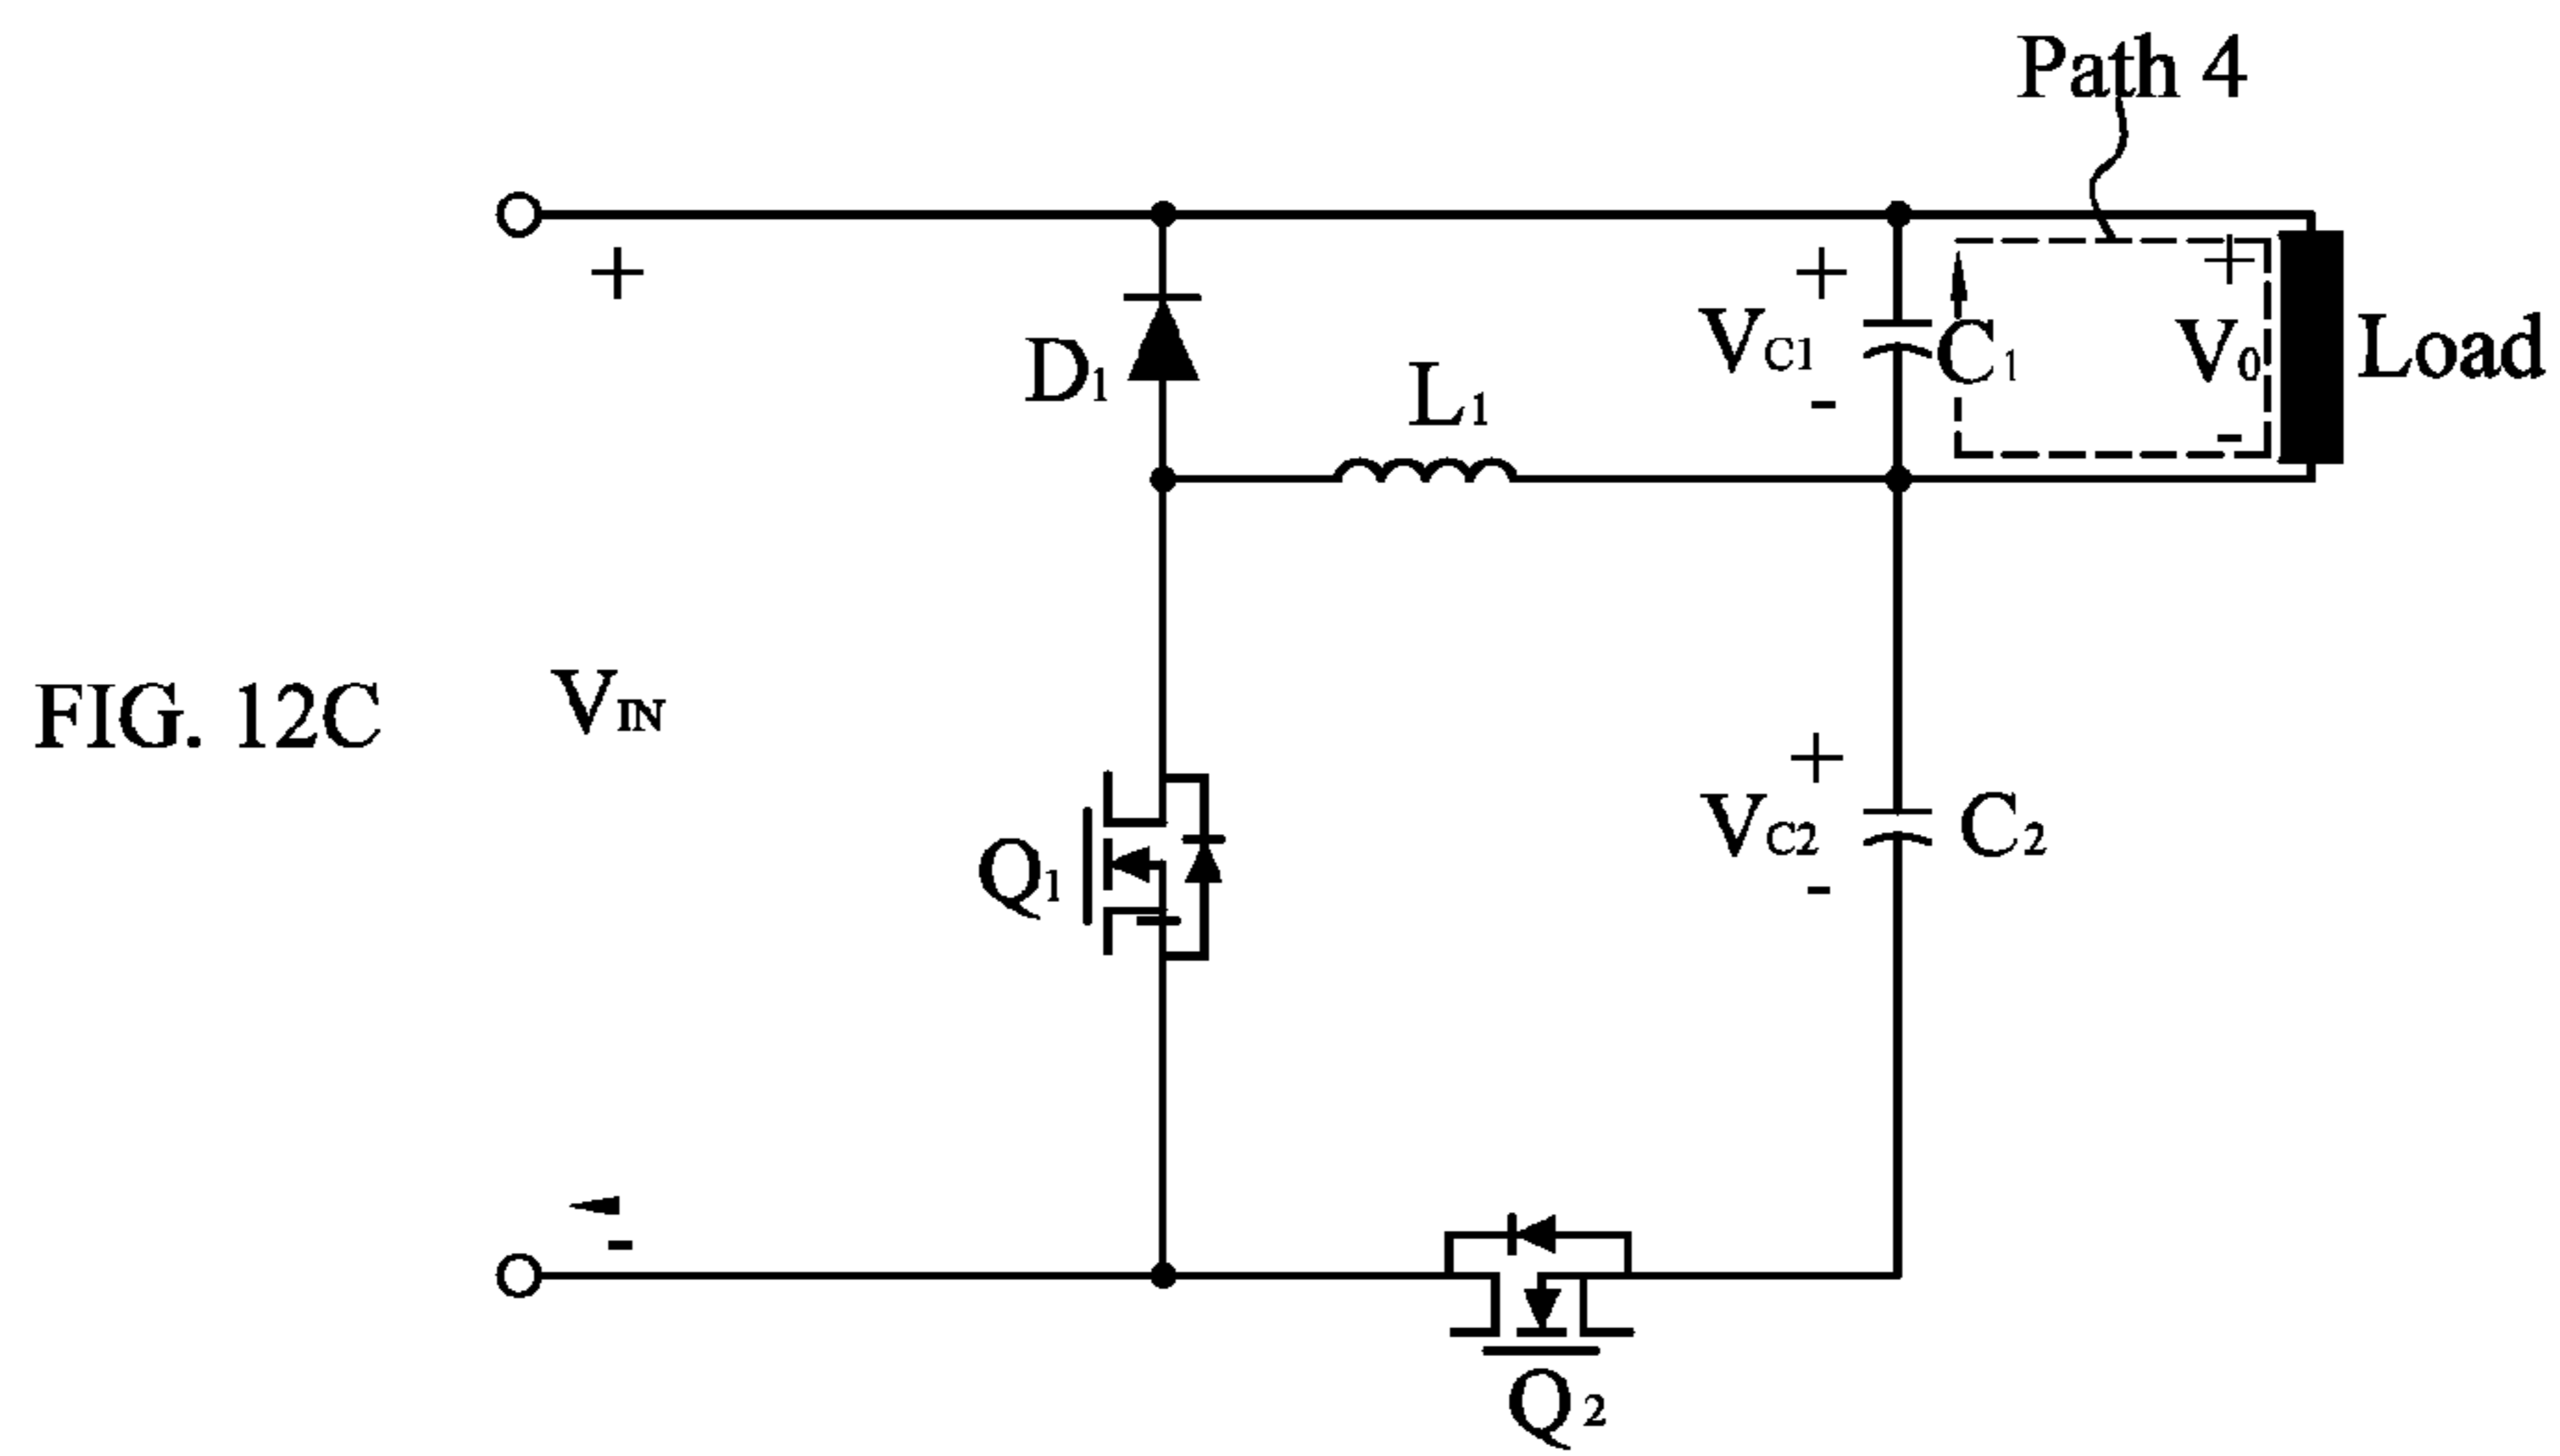 Path 4
+
+
+
D1
VC1
C1
V0
Load
-
L1
-
FIG. 12C
VIN
+
Q1
VC2
C2
-
-
Q2